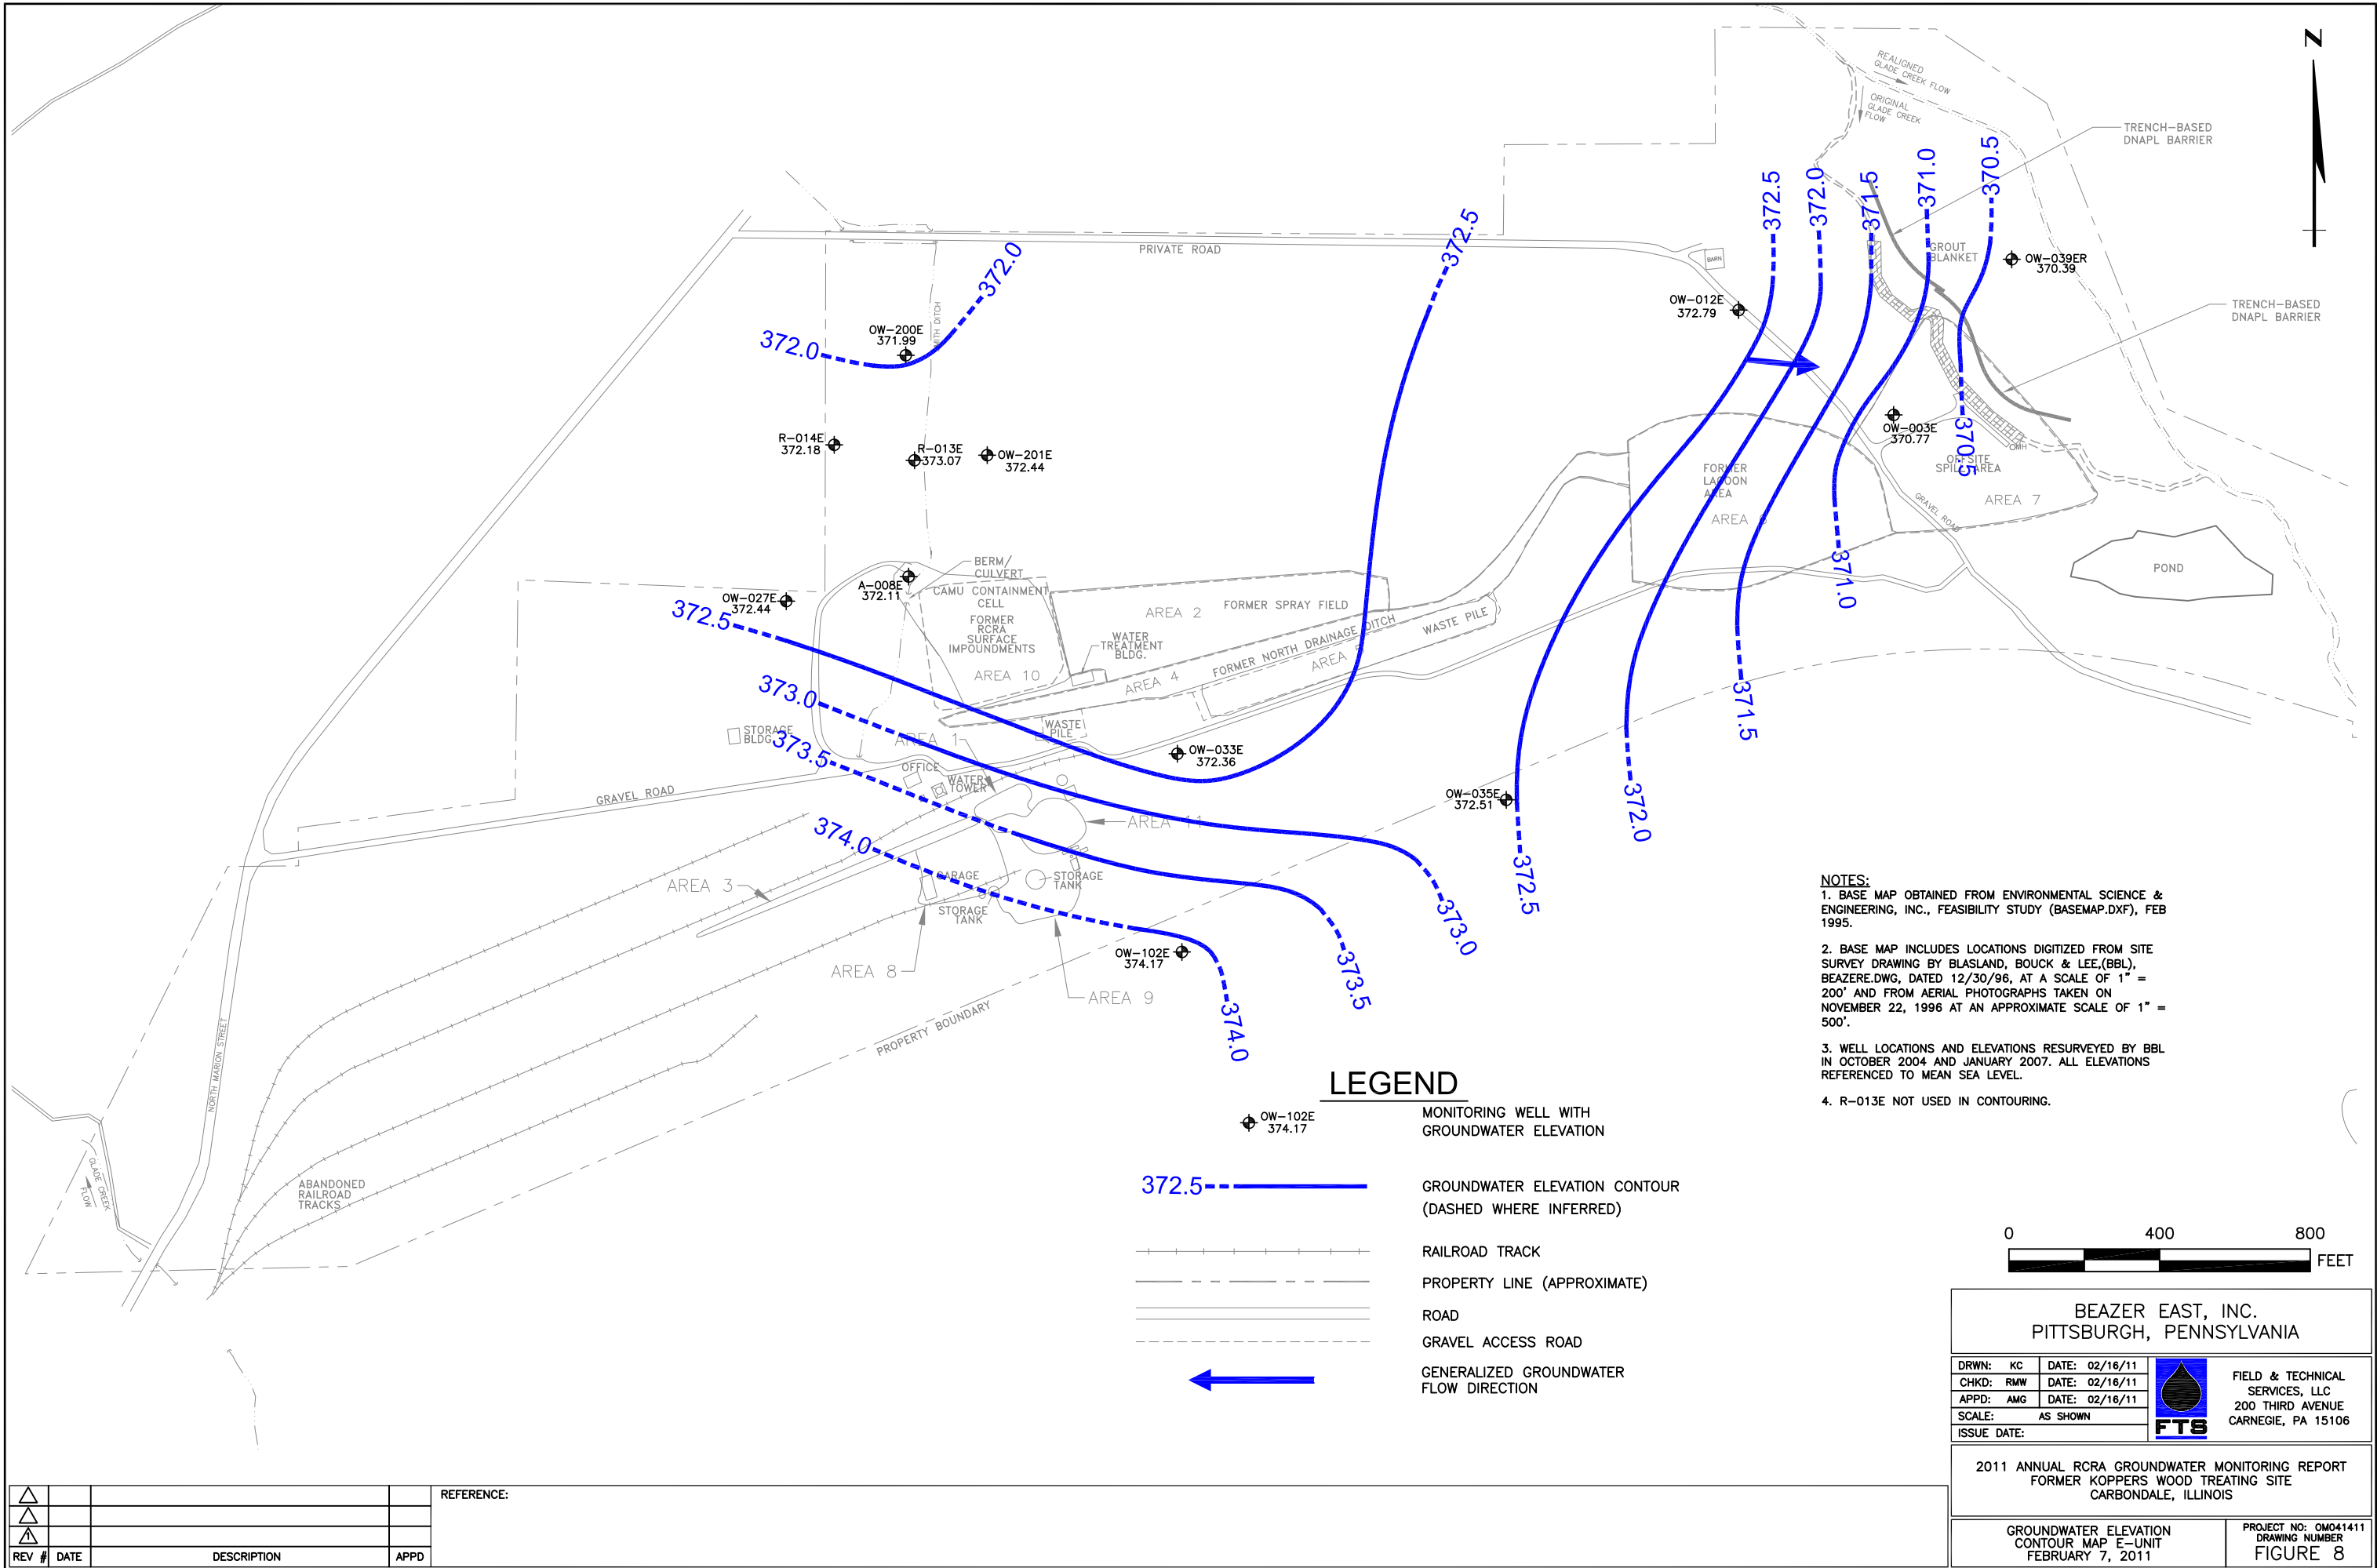 N
REALIGNED
GLADE CREEK FLOW
ORIGINAL
GLADE CREEK
FLOW
TRENCH-BASED
DNAPL BARRIER
372.5
372.0
371.5
371.0
370.5
GROUT
BLANKET
OW-039ER
370.39
TRENCH-BASED
DNAPL BARRIER
PRIVATE ROAD
BARN
372.5
372.0
SMITH DITCH
OW-012E
372.79
OW-200E
371.99
372.0
R-014E
372.18
R-013E
373.07
OW-201E
372.44
OW-003E
370.77
370.5
OMH
OFFSITE
SPILL AREA
AREA 7
FORMER
LAGOON
AREA
AREA 6
GRAVEL ROAD
371.0
POND
BERM/
CULVERT
A-008E
372.11
OW-027E
372.44
372.5
CAMU CONTAINMENT
CELL
FORMER
RCRA
SURFACE
IMPOUNDMENTS
AREA 10
AREA 2
FORMER SPRAY FIELD
WATER
TREATMENT
BLDG.
FORMER NORTH DRAINAGE DITCH
WASTE PILE
AREA 5
AREA 4
373.0
371.5
STORAGE
BLDG.
373.5
AREA 1
WASTE
PILE
OFFICE
WATER
TOWER
OW-033E
372.36
GRAVEL ROAD
OW-035E
372.51
372.0
374.0
AREA 11
372.5
AREA 3
GARAGE
STORAGE
TANK
STORAGE
TANK
373.0
OW-102E
374.17
373.5
AREA 8
AREA 9
374.0
PROPERTY BOUNDARY
NORTH MARION STREET
GLADE CREEK
FLOW
ABANDONED
RAILROAD
TRACKS
NOTES:
1. BASE MAP OBTAINED FROM ENVIRONMENTAL SCIENCE &
ENGINEERING, INC., FEASIBILITY STUDY (BASEMAP.DXF), FEB
1995.
2. BASE MAP INCLUDES LOCATIONS DIGITIZED FROM SITE
SURVEY DRAWING BY BLASLAND, BOUCK & LEE,(BBL),
BEAZERE.DWG, DATED 12/30/96, AT A SCALE OF 1" =
200' AND FROM AERIAL PHOTOGRAPHS TAKEN ON
NOVEMBER 22, 1996 AT AN APPROXIMATE SCALE OF 1" =
500'.
3. WELL LOCATIONS AND ELEVATIONS RESURVEYED BY BBL
IN OCTOBER 2004 AND JANUARY 2007. ALL ELEVATIONS
REFERENCED TO MEAN SEA LEVEL.
4. R-013E NOT USED IN CONTOURING.
LEGEND
OW-102E
374.17
MONITORING WELL WITH
GROUNDWATER ELEVATION
372.5
GROUNDWATER ELEVATION CONTOUR
(DASHED WHERE INFERRED)
RAILROAD TRACK
PROPERTY LINE (APPROXIMATE)
ROAD
GRAVEL ACCESS ROAD
GENERALIZED GROUNDWATER
FLOW DIRECTION
0 400 800
FEET
BEAZER EAST, INC.
PITTSBURGH, PENNSYLVANIA
DRWN: KC DATE: 02/16/11
CHKD: RMW DATE: 02/16/11
APPD: AMG DATE: 02/16/11
SCALE: AS SHOWN
ISSUE DATE:
FTS
FIELD & TECHNICAL
SERVICES, LLC
200 THIRD AVENUE
CARNEGIE, PA 15106
2011 ANNUAL RCRA GROUNDWATER MONITORING REPORT
FORMER KOPPERS WOOD TREATING SITE
CARBONDALE, ILLINOIS
GROUNDWATER ELEVATION
CONTOUR MAP E-UNIT
FEBRUARY 7, 2011
PROJECT NO: OM041411
DRAWING NUMBER
FIGURE 8
REFERENCE:
1
REV # DATE DESCRIPTION APPD